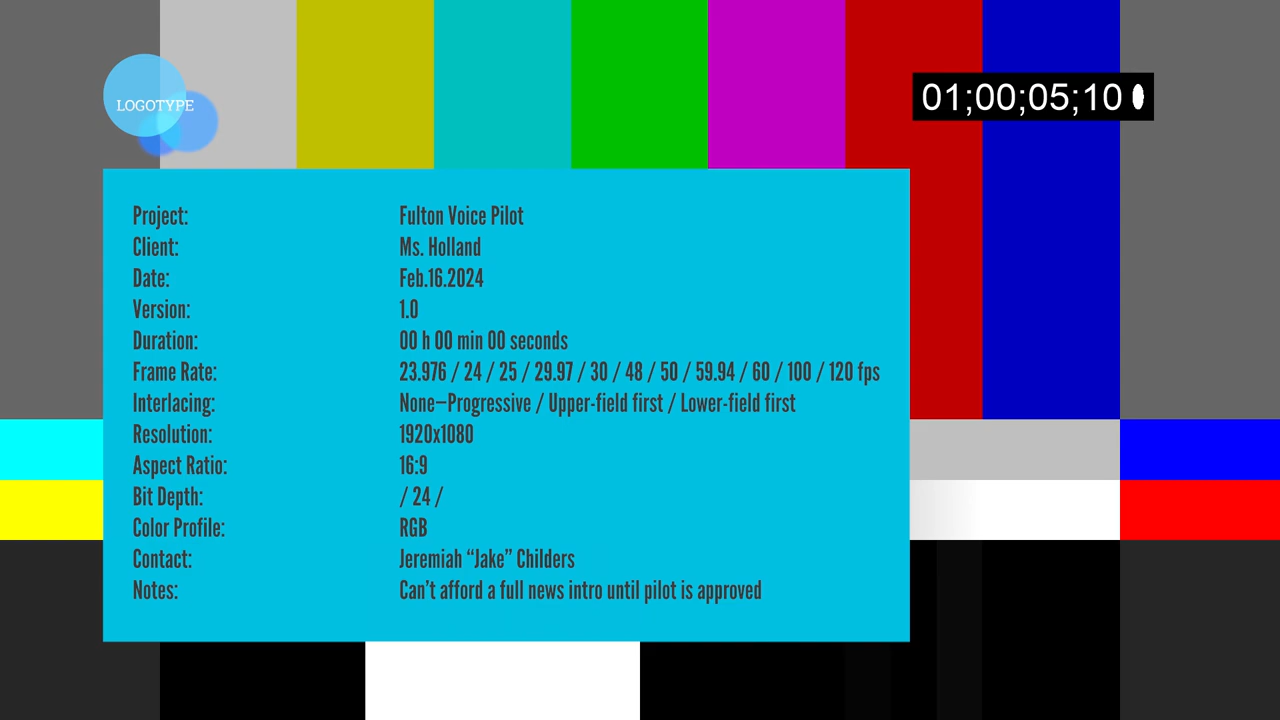 LOGOTYPE
01;00;05;10
Project: Fulton Voice Pilot
Client: Ms. Holland
Date: Feb.16.2024
Version: 1.0
Duration: 00 h 00 min 00 seconds
Frame Rate: 23.976 / 24 / 25 / 29.97 / 30 / 48 / 50 / 59.94 / 60 / 100 / 120 fps
Interlacing: None–Progressive / Upper-field first / Lower-field first
Resolution: 1920x1080
Aspect Ratio: 16:9
Bit Depth: / 24 /
Color Profile: RGB
Contact: Jeremiah “Jake” Childers
Notes: Can’t afford a full news intro until pilot is approved